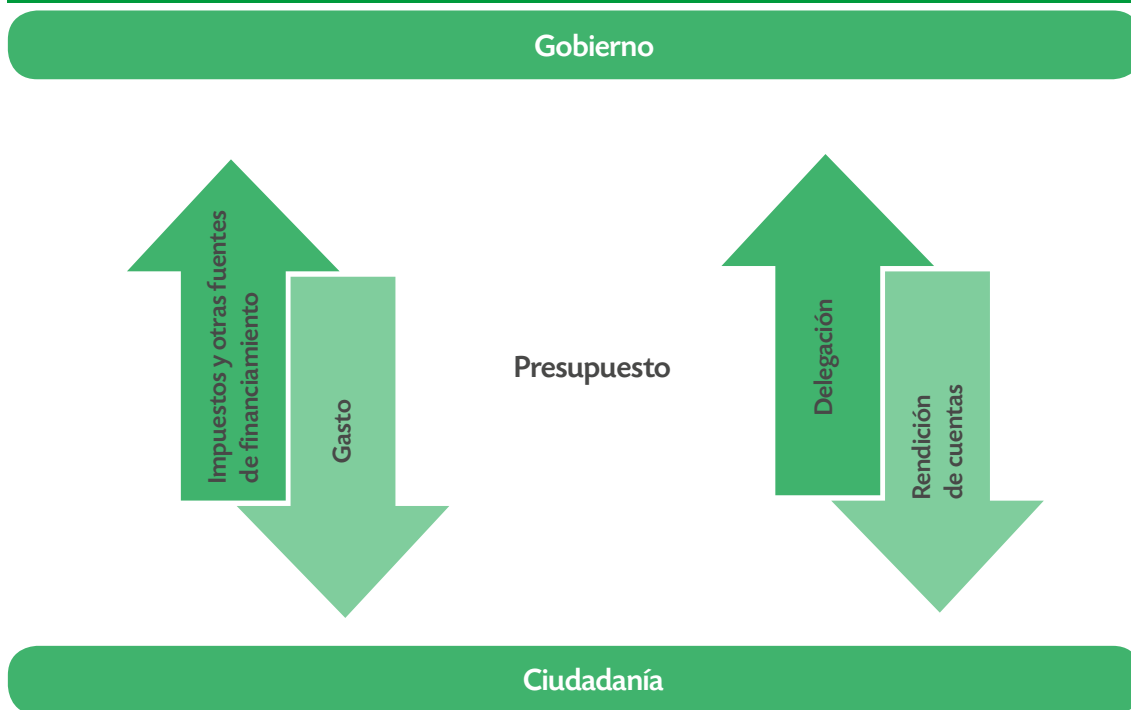 Gobierno
Impuestos y otras fuentes
de financiamiento
Gasto
Presupuesto
Delegación
Rendición
de cuentas
Ciudadanía